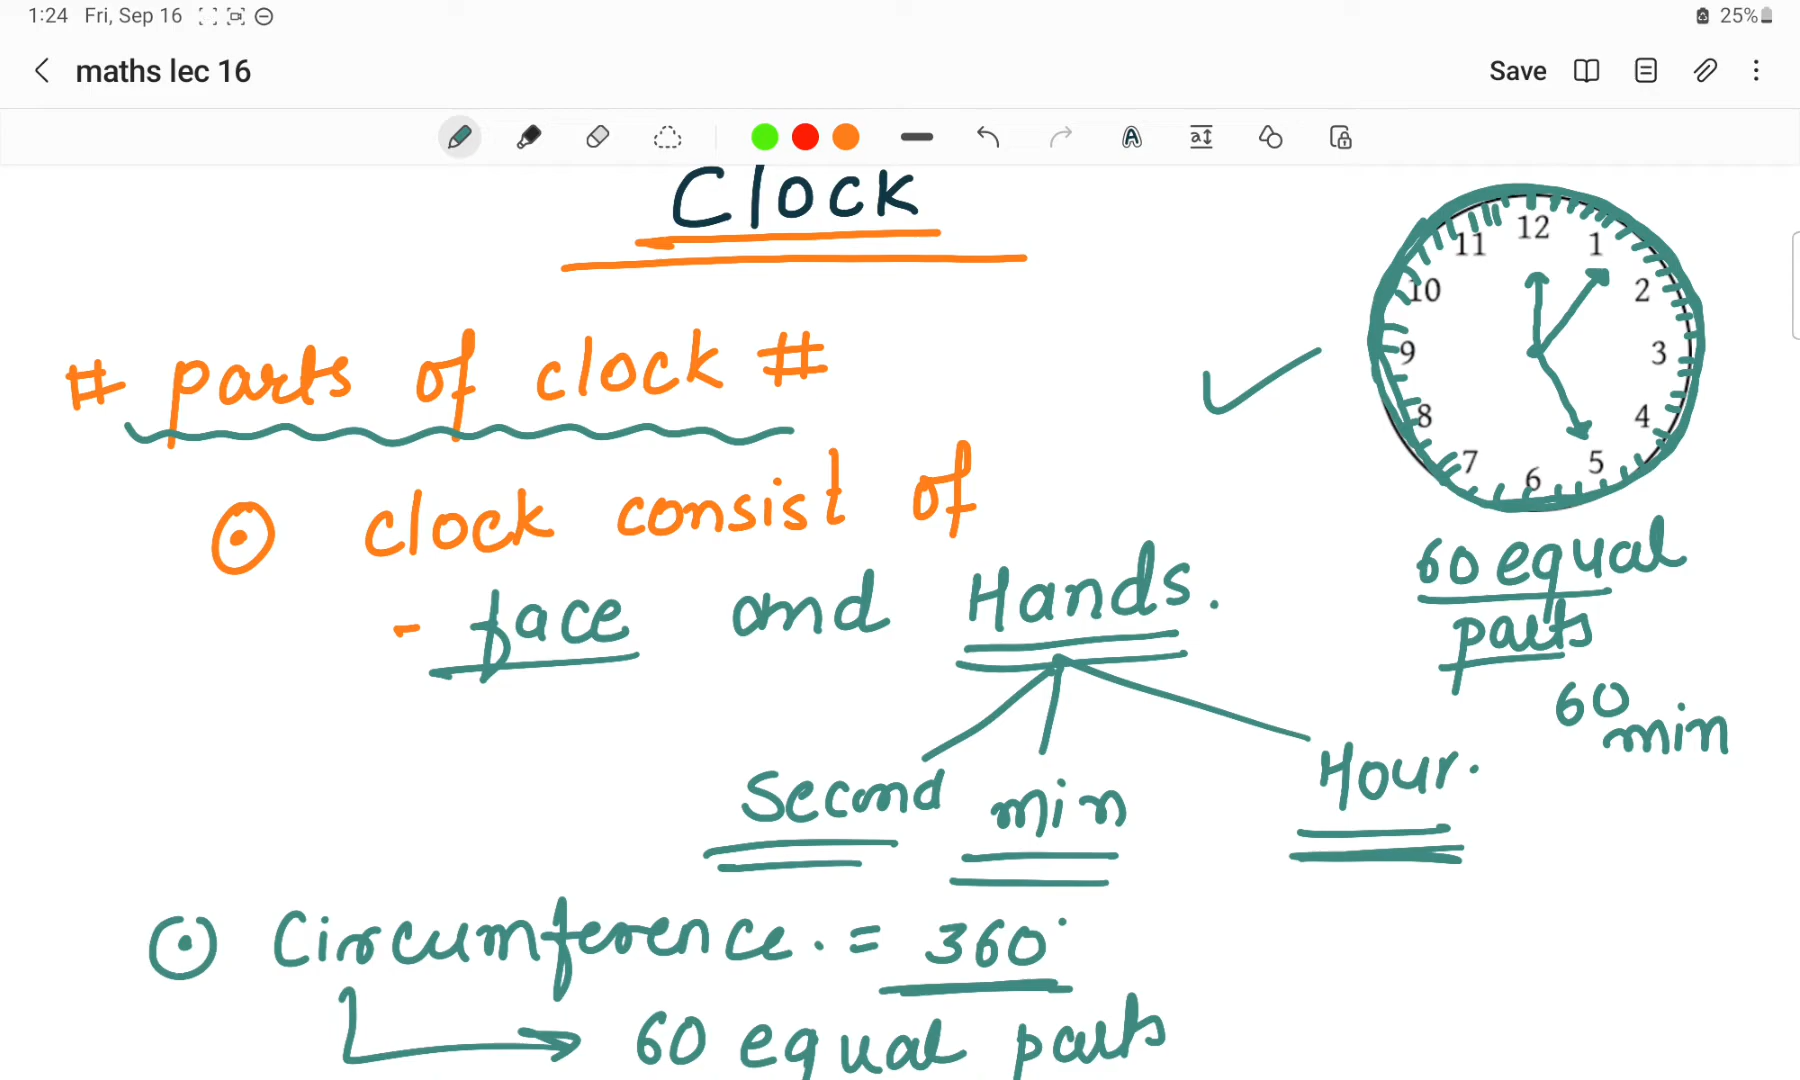 1:24 Fri, Sep 16 25%
maths lec 16
Save
Clock
# parts of clock #
clock consist of
- face and Hands.
Second min Hour.
Circumference. = 360°
60 equal parts
12
11 1
10 2
9 3
8 4
7 5
6
60 equal
parts
60
min